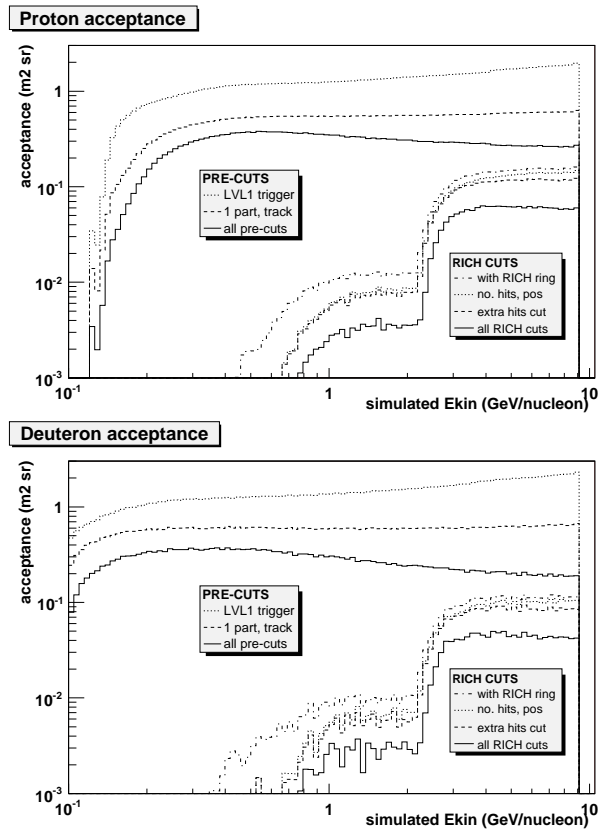 Proton acceptance
acceptance (m2 sr)
1
10-1
10-2
10-3
PRE-CUTS
LVL1 trigger
1 part, track
all pre-cuts
RICH CUTS
with RICH ring
no. hits, pos
extra hits cut
all RICH cuts
10-1
1
10
simulated Ekin (GeV/nucleon)
Deuteron acceptance
acceptance (m2 sr)
1
10-1
10-2
10-3
PRE-CUTS
LVL1 trigger
1 part, track
all pre-cuts
RICH CUTS
with RICH ring
no. hits, pos
extra hits cut
all RICH cuts
10-1
1
10
simulated Ekin (GeV/nucleon)